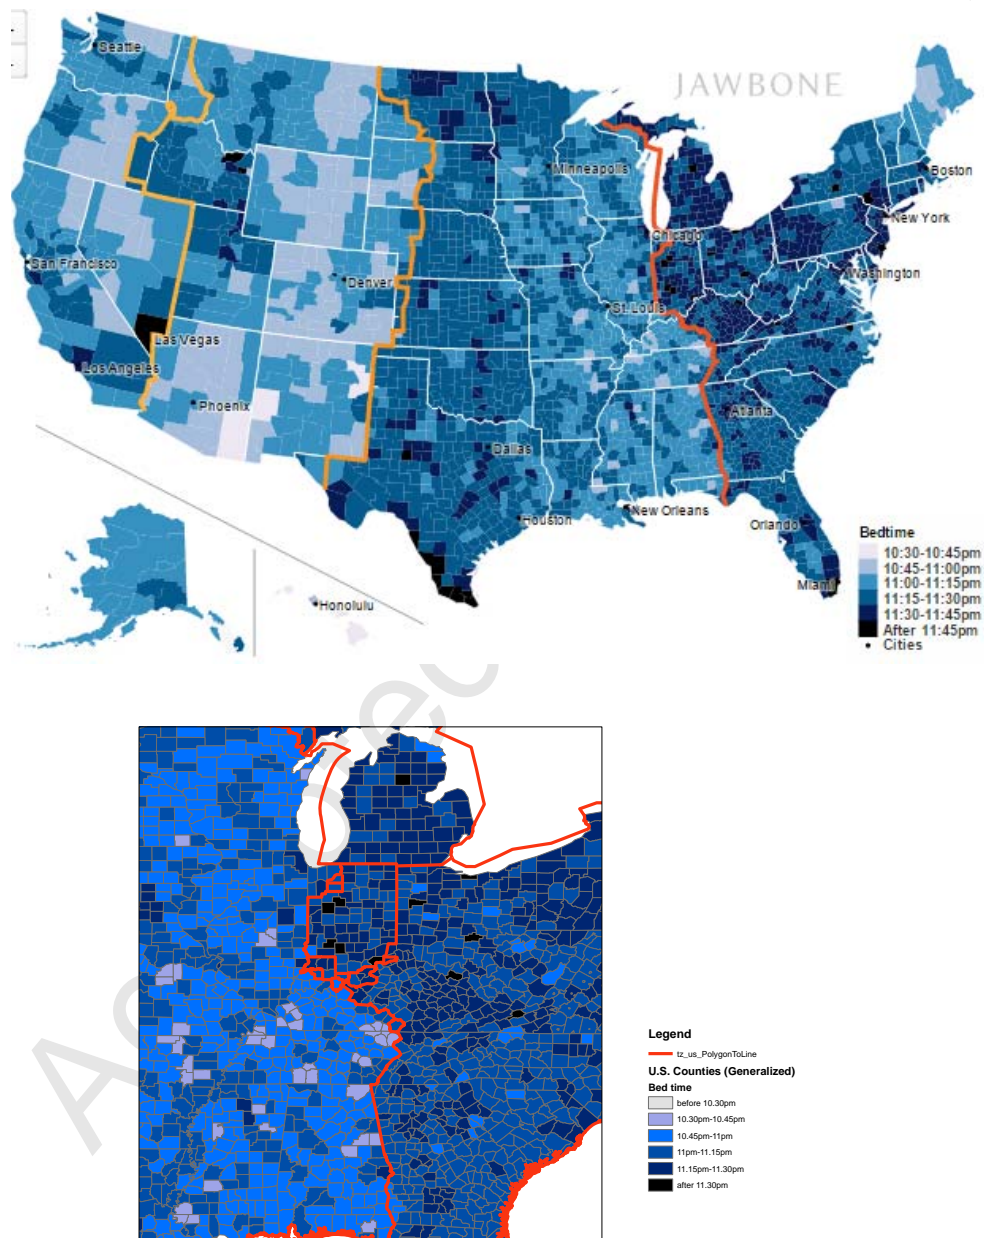 Seattle
JAWBONE
Minneapolis
Boston
New York
Chicago
San Francisco
Denver
Washington
St. Louis
Las Vegas
Los Angeles
Phoenix
Atlanta
Dallas
New Orleans
Houston
Orlando
Miami
Honolulu
Bedtime
10:30-10:45pm
10:45-11:00pm
11:00-11:15pm
11:15-11:30pm
11:30-11:45pm
After 11:45pm
Cities
Legend
tz_us_PolygonToLine
U.S. Counties (Generalized)
Bed time
before 10.30pm
10.30pm-10.45pm
10.45pm-11pm
11pm-11.15pm
11.15pm-11.30pm
after 11.30pm